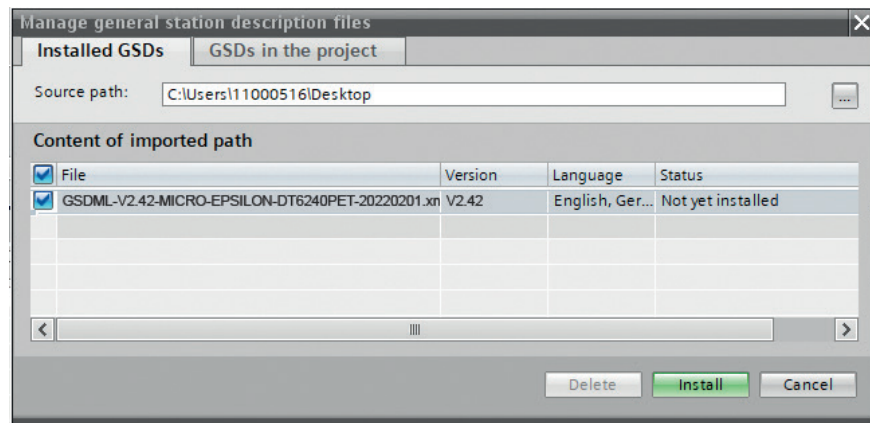 Manage general station description files
Installed GSDs GSDs in the project
Source path: C:\Users\11000516\Desktop ...
Content of imported path
File Version Language Status
GSDML-V2.42-MICRO-EPSILON-DT6240PET-20220201.xn V2.42 English, Ger... Not yet installed
Delete Install Cancel